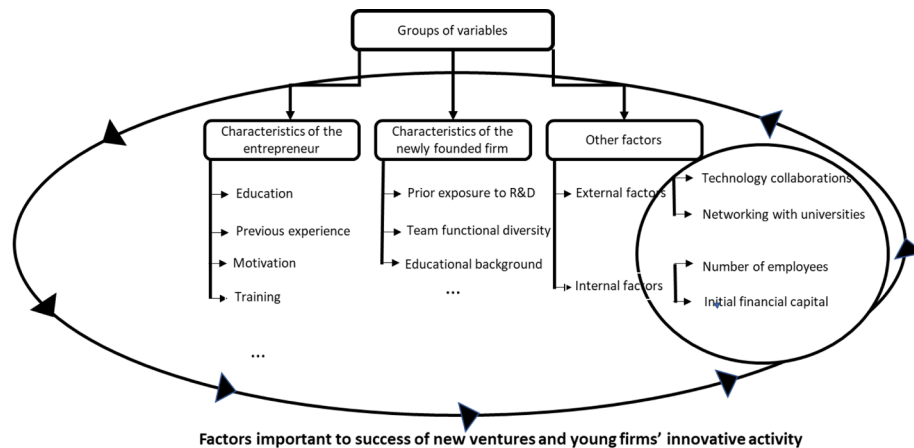 Groups of variables
Characteristics of the
entrepreneur
Education
Previous experience
Motivation
Training
...
Characteristics of the
newly founded firm
Prior exposure to R&D
Team functional diversity
Educational background
...
Other factors
External factors
Technology collaborations
Networking with universities
Internal factors
Number of employees
Initial financial capital
Factors important to success of new ventures and young firms' innovative activity